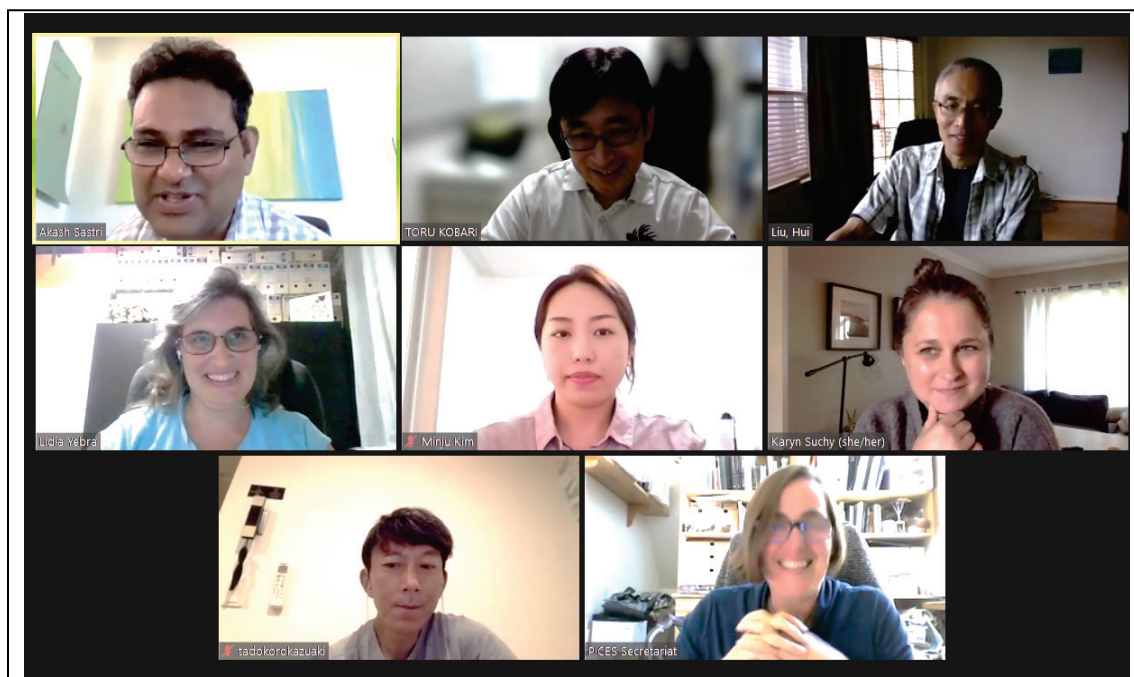 Akash Sastri
TORU KOBARI
Liu, Hui
Lidia Yebra
Minju Kim
Karyn Suchy (she/her)
tadokorokazuaki
PICES Secretariat